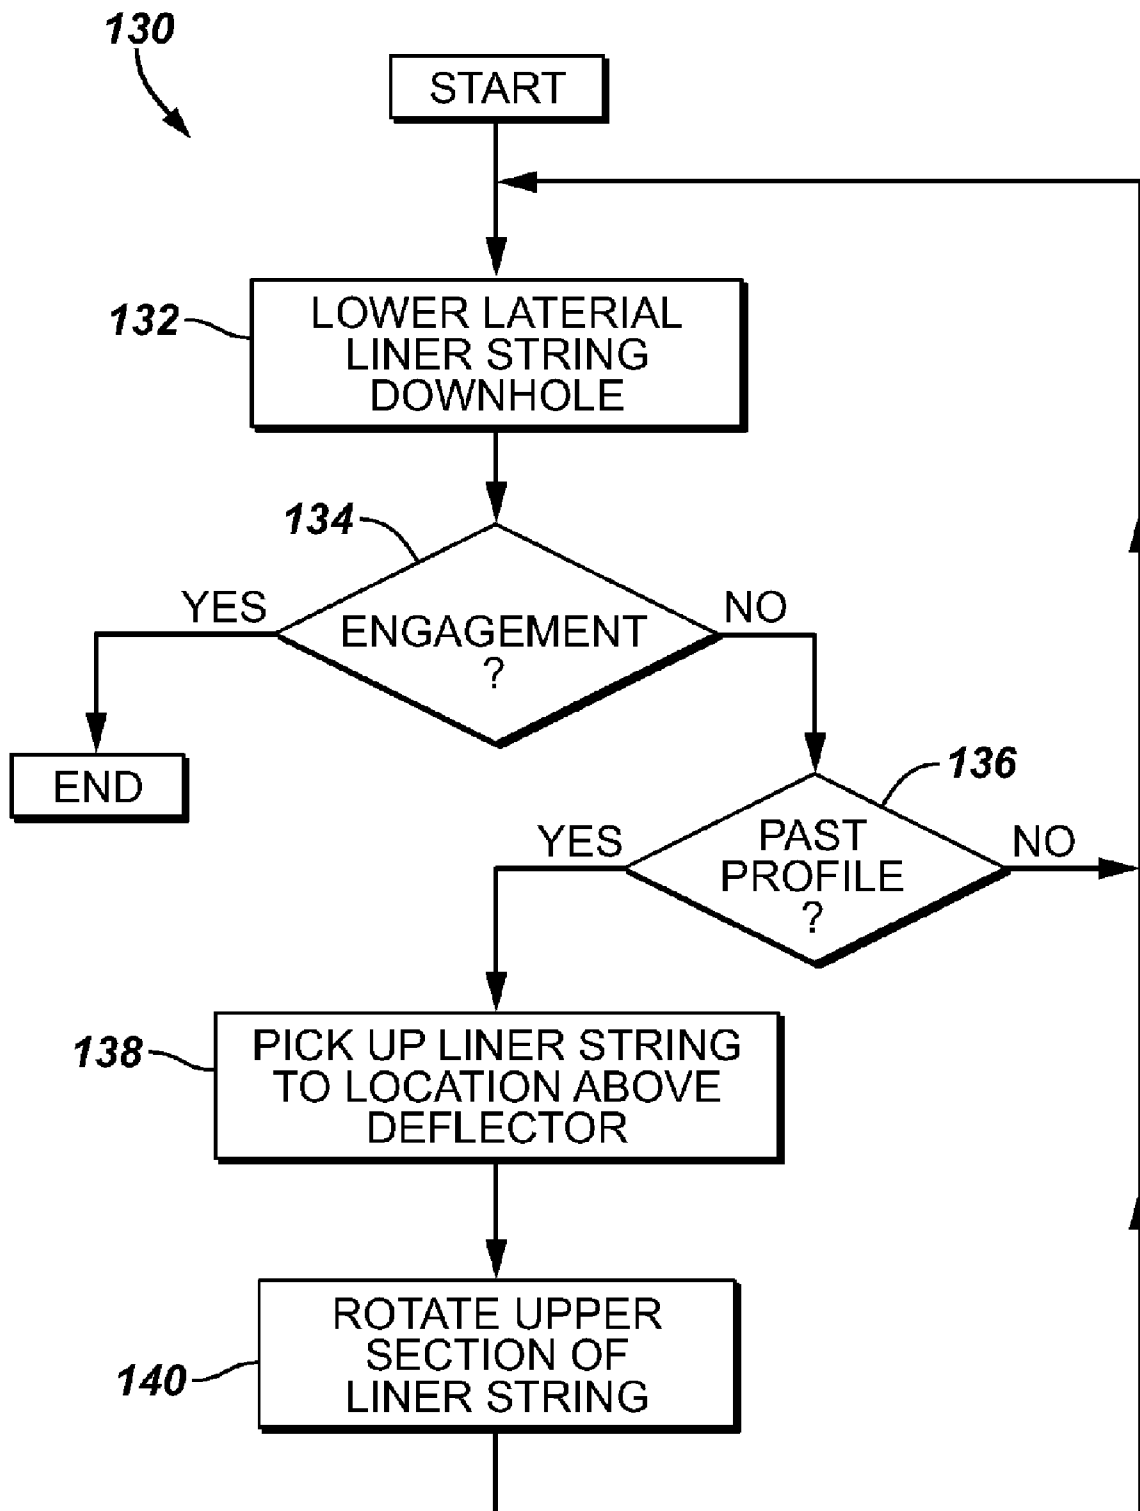 130
START
132
LOWER LATERIAL
LINER STRING
DOWNHOLE
134
YES
NO
ENGAGEMENT
?
END
136
YES
NO
PAST
PROFILE
?
138
PICK UP LINER STRING
TO LOCATION ABOVE
DEFLECTOR
140
ROTATE UPPER
SECTION OF
LINER STRING